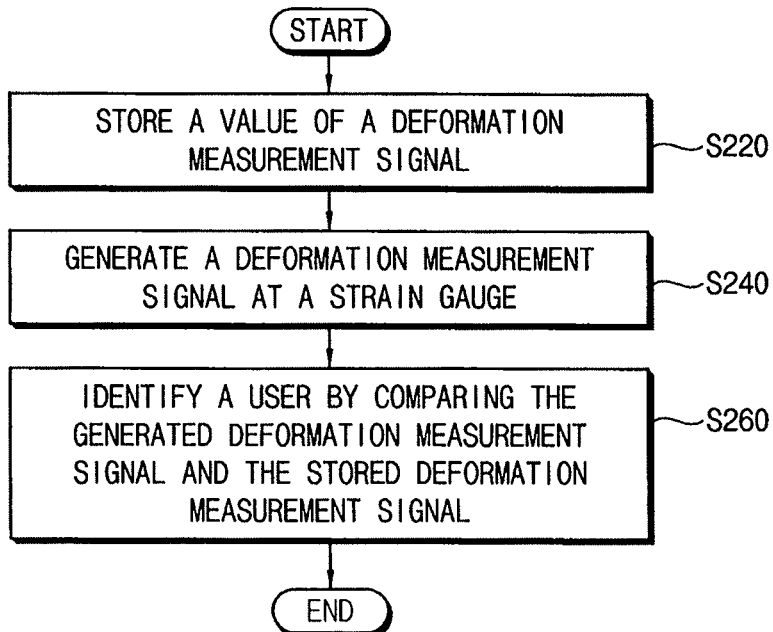 START
STORE A VALUE OF A DEFORMATION
MEASUREMENT SIGNAL
S220
GENERATE A DEFORMATION MEASUREMENT
SIGNAL AT A STRAIN GAUGE
S240
IDENTIFY A USER BY COMPARING THE
GENERATED DEFORMATION MEASUREMENT
SIGNAL AND THE STORED DEFORMATION
MEASUREMENT SIGNAL
S260
END